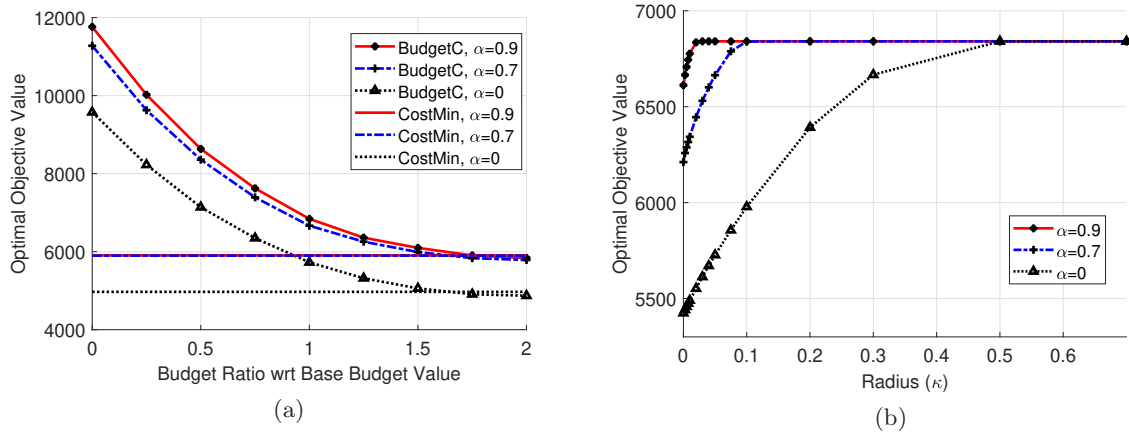 12000
10000
8000
6000
4000
Optimal Objective Value
0 0.5 1 1.5 2
Budget Ratio wrt Base Budget Value
BudgetC, α=0.9
BudgetC, α=0.7
BudgetC, α=0
CostMin, α=0.9
CostMin, α=0.7
CostMin, α=0
(a)
7000
6500
6000
5500
Optimal Objective Value
0 0.1 0.2 0.3 0.4 0.5 0.6
Radius (κ)
α=0.9
α=0.7
α=0
(b)